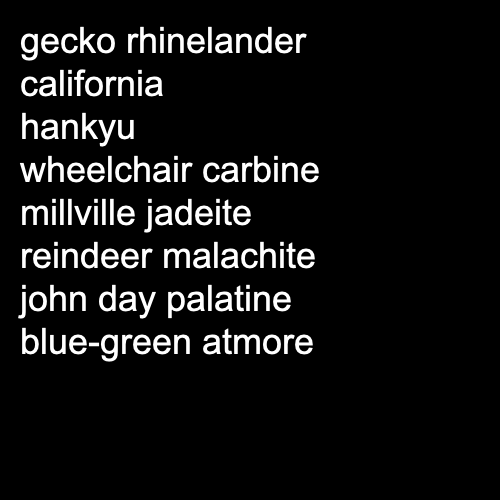 gecko rhinelander
california
hankyu
wheelchair carbine
millville jadeite
reindeer malachite
john day palatine
blue-green atmore